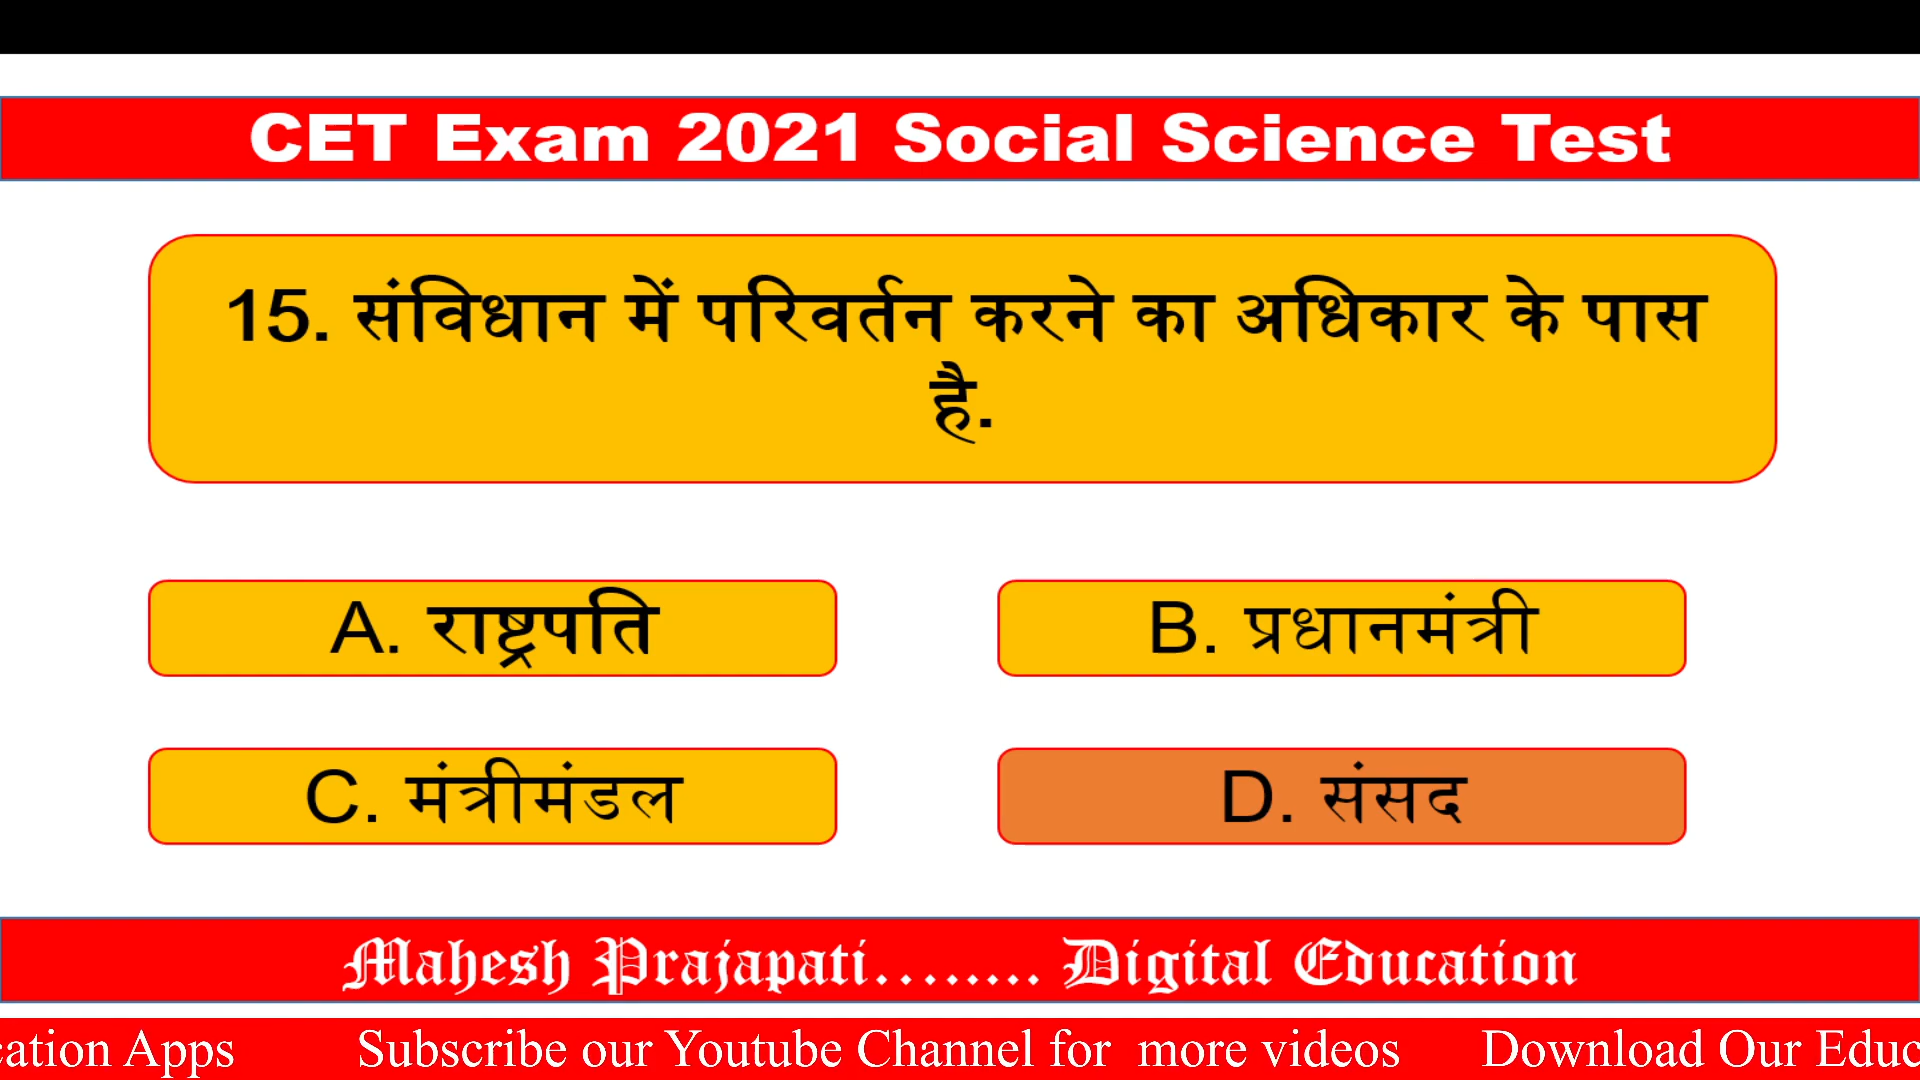 CET Exam 2021 Social Science Test
15. संविधान में परिवर्तन करने का अधिकार के पास
है.
A. राष्ट्रपति
B. प्रधानमंत्री
C. मंत्रीमंडल
D. संसद
Mahesh Prajapati........ Digital Education
cation Apps Subscribe our Youtube Channel for more videos Download Our Educ